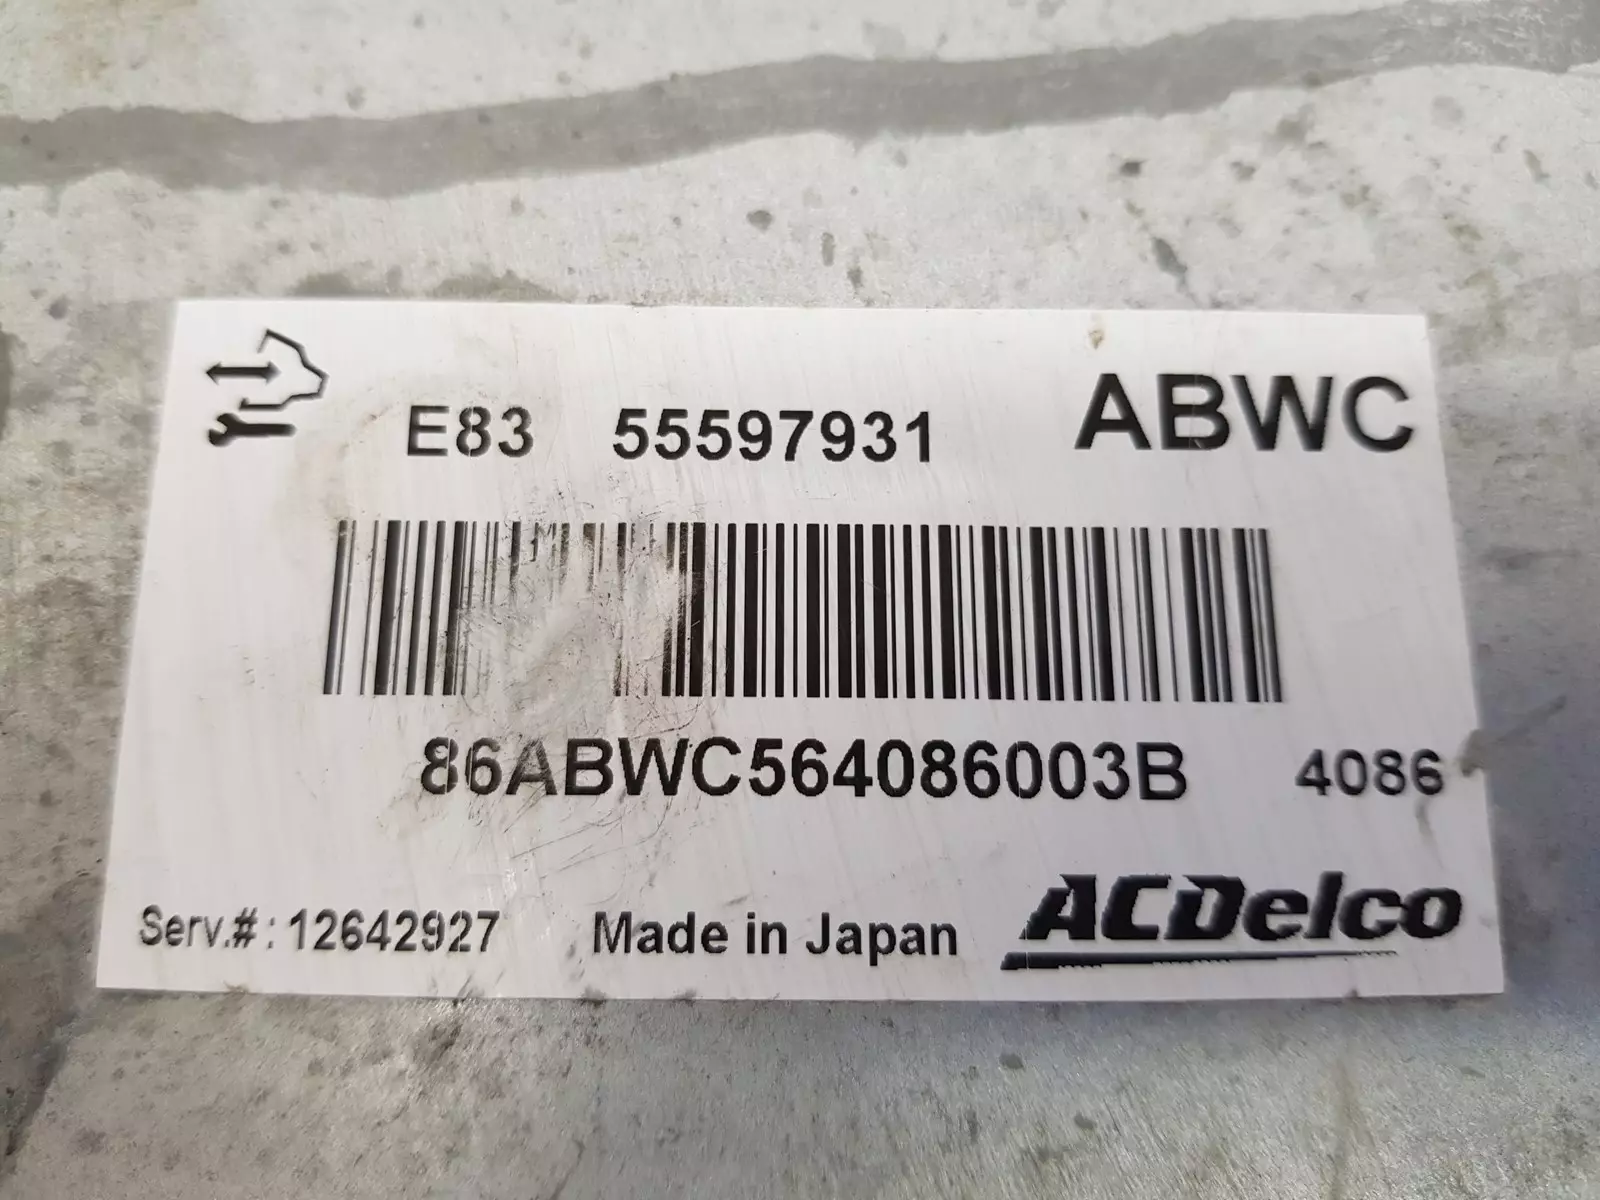 E83 55597931 ABWC
86ABWC564086003B 4086
Serv.#: 12642927 Made in Japan ACDelco